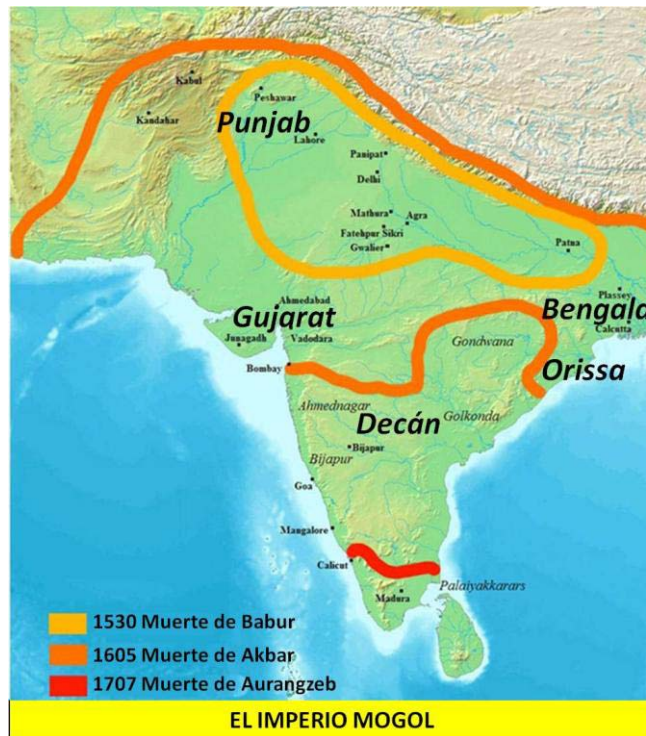 Kabul
Peshawar
Kandahar
Punjab
Lahore
Panipat
Delhi
Mathura
Agra
Fatehpur Sikri
Gwalier
Patna
Plassey
Ahmedabad
Bengala
Gujarat
Calcutta
Junagadh
Vadodara
Gondwana
Bombay
Orissa
Ahmednagar
Decán
Golkonda
Bijapur
Bijapur
Goa
Mangalore
Calicut
Palaiyakkarars
Madura
1530 Muerte de Babur
1605 Muerte de Akbar
1707 Muerte de Aurangzeb
EL IMPERIO MOGOL